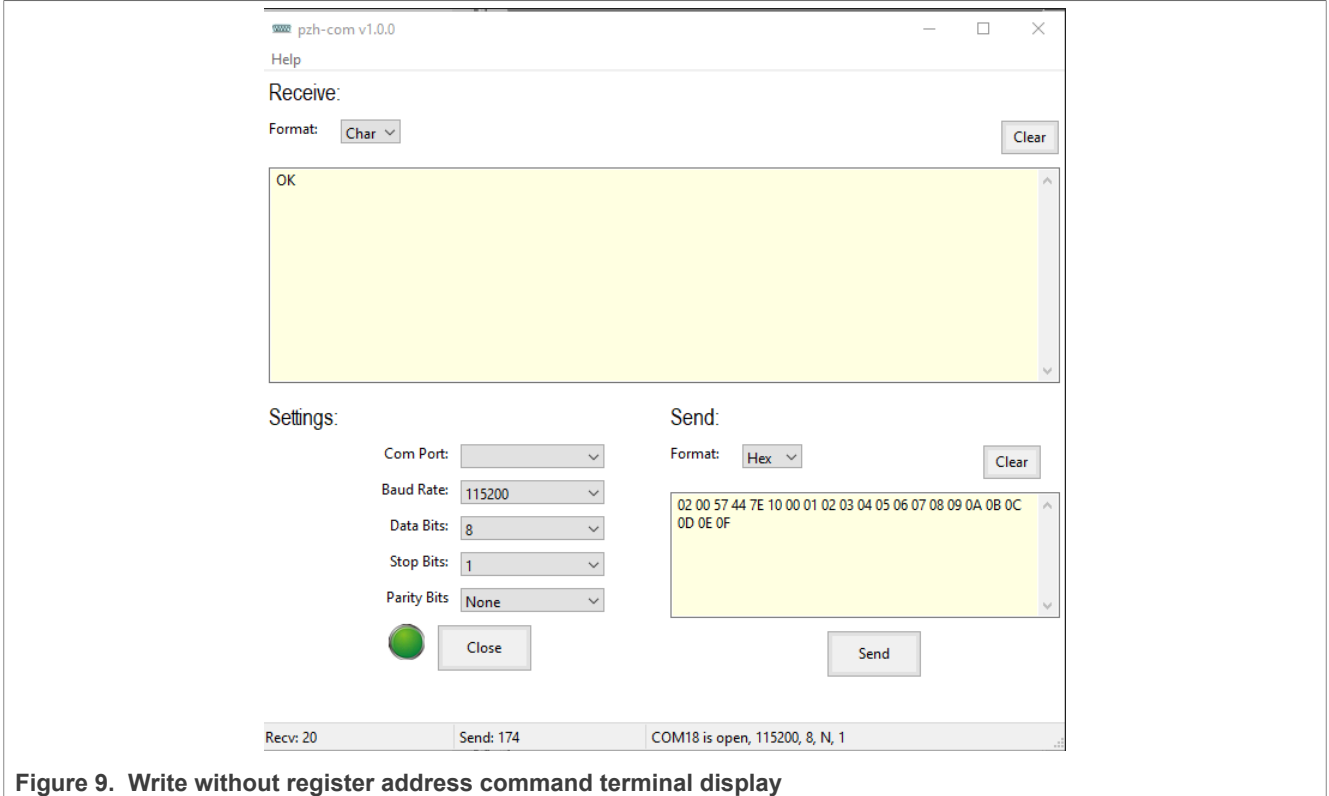 pzh-com v1.0.0
Help
Receive:
Format: Char Clear
OK
Settings: Send:
Com Port: Format: Hex Clear
Baud Rate: 115200
02 00 57 44 7E 10 00 01 02 03 04 05 06 07 08 09 0A 0B 0C
Data Bits: 8 0D 0E 0F
Stop Bits: 1
Parity Bits None
Close Send
Recv: 20 Send: 174 COM18 is open, 115200, 8, N, 1
Figure 9. Write without register address command terminal display